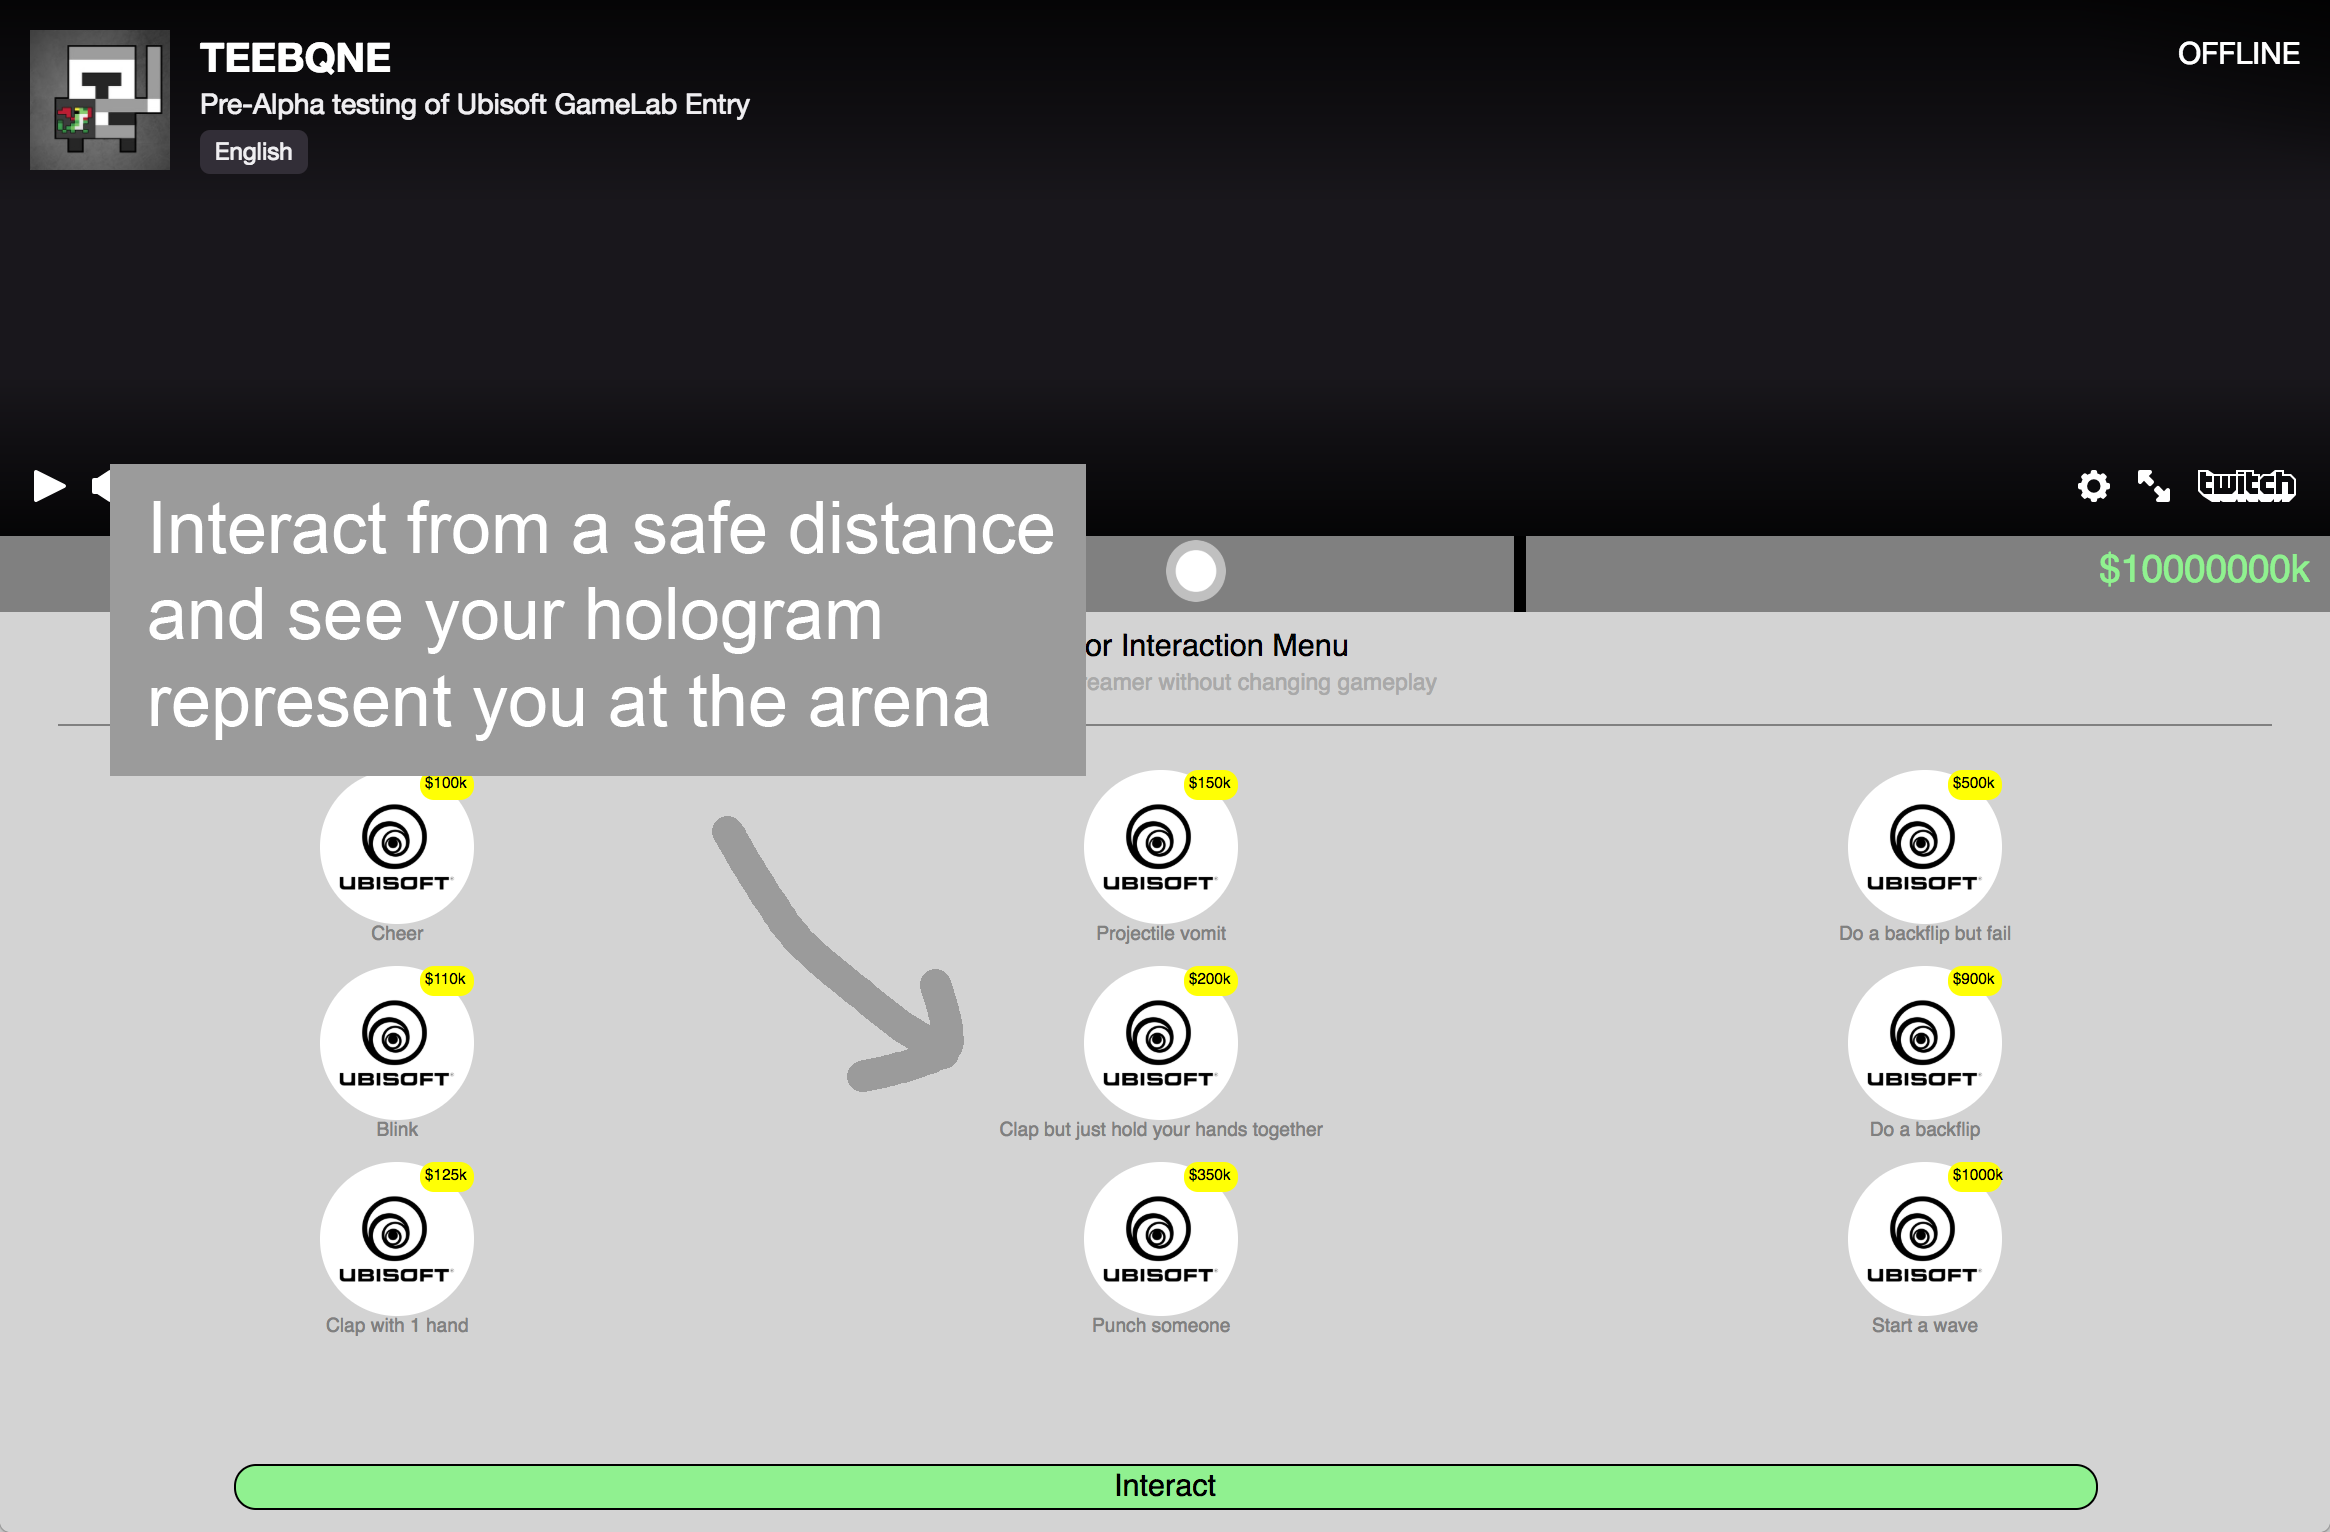 TEEBQNE
OFFLINE
Pre-Alpha testing of Ubisoft GameLab Entry
English
twitch
Interact from a safe distance
and see your hologram
represent you at the arena
$10000000k
or Interaction Menu
reamer without changing gameplay
$100k
$150k
$500k
UBISOFT
UBISOFT
UBISOFT
Cheer
Projectile vomit
Do a backflip but fail
$110k
$200k
$900k
UBISOFT
UBISOFT
UBISOFT
Blink
Clap but just hold your hands together
Do a backflip
$125k
$350k
$1000k
UBISOFT
UBISOFT
UBISOFT
Clap with 1 hand
Punch someone
Start a wave
Interact